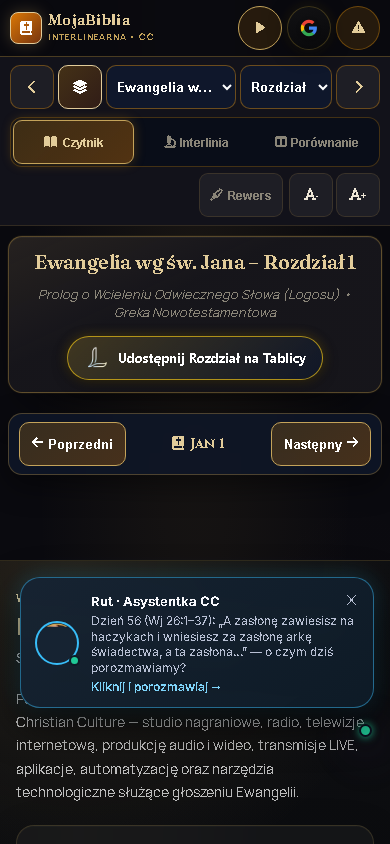 MojaBiblia
INTERLINEARNA • CC
Ewangelia w...
Rozdział
Czytnik
Interlinia
Porównanie
Rewers
A-
A+
Ewangelia wg św. Jana – Rozdział 1
Prolog o Wcieleniu Odwiecznego Słowa (Logosu) •
Greka Nowotestamentowa
Udostępnij Rozdział na Tablicy
← Poprzedni
JAN 1
Następny →
Rut · Asystentka CC
Dzień 56 (Wj 26:1–37): „A zasłonę zawiesisz na
haczykach i wniesiesz za zasłonę arkę
świadectwa, a ta zasłona…" — o czym dziś
porozmawiamy?
Kliknij i porozmawiaj →
Christian Culture — studio nagraniowe, radio, telewizję
internetową, produkcję audio i wideo, transmisje LIVE,
aplikacje, automatyzację oraz narzędzia
technologiczne służące głoszeniu Ewangelii.